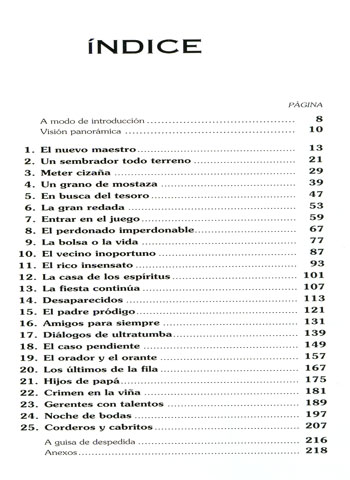 ÍNDICE
PÁGINA
A modo de introducción ........ 8
Visión panorámica ........ 10
1. El nuevo maestro ........ 13
2. Un sembrador todo terreno ........ 21
3. Meter cizaña ........ 29
4. Un grano de mostaza ........ 39
5. En busca del tesoro ........ 47
6. La gran redada ........ 53
7. Entrar en el juego ........ 59
8. El perdonado imperdonable ........ 67
9. La bolsa o la vida ........ 77
10. El vecino inoportuno ........ 87
11. El rico insensato ........ 93
12. La casa de los espíritus ........ 101
13. La fiesta continúa ........ 107
14. Desaparecidos ........ 113
15. El padre pródigo ........ 121
16. Amigos para siempre ........ 131
17. Diálogos de ultratumba ........ 139
18. El caso pendiente ........ 149
19. El orador y el orante ........ 157
20. Los últimos de la fila ........ 167
21. Hijos de papá ........ 175
22. Crimen en la viña ........ 181
23. Gerentes con talentos ........ 189
24. Noche de bodas ........ 197
25. Corderos y cabritos ........ 207
A guisa de despedida ........ 216
Anexos ........ 218